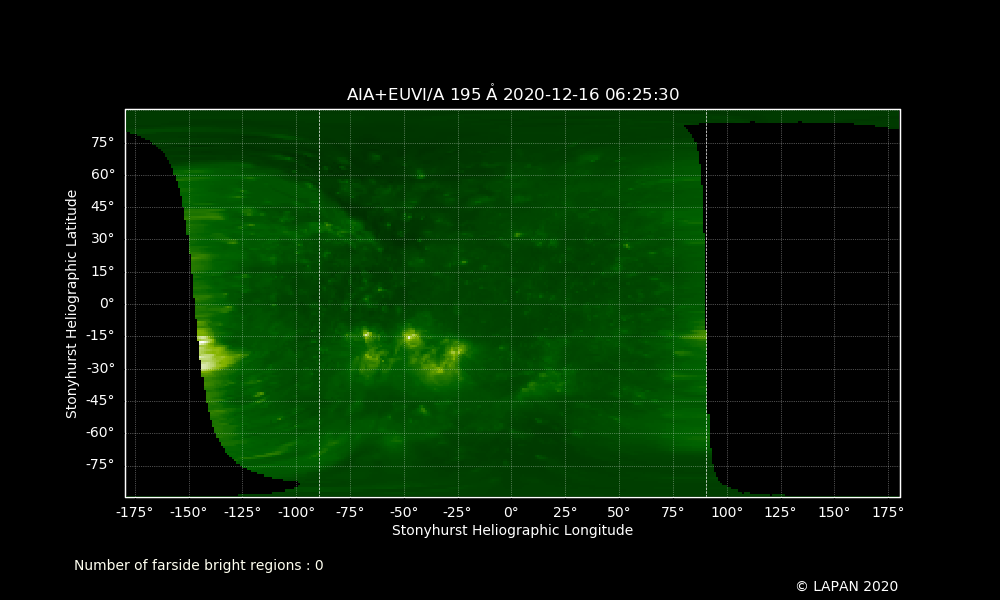 AIA+EUVI/A 195 Å 2020-12-16 06:25:30
75°
60°
45°
30°
15°
0°
-15°
-30°
-45°
-60°
-75°
Stonyhurst Heliographic Latitude
-175° -150° -125° -100° -75° -50° -25° 0° 25° 50° 75° 100° 125° 150° 175°
Stonyhurst Heliographic Longitude
Number of farside bright regions : 0
© LAPAN 2020